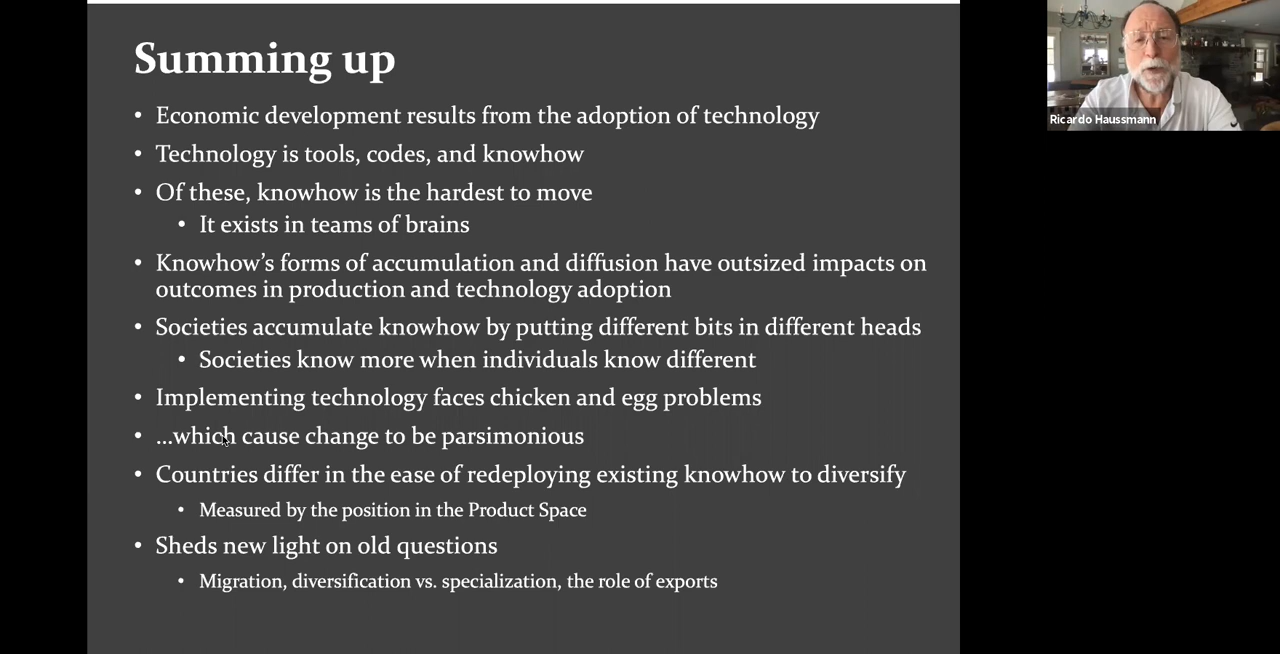 Summing up
• Economic development results from the adoption of technology
• Technology is tools, codes, and knowhow
• Of these, knowhow is the hardest to move
• It exists in teams of brains
• Knowhow’s forms of accumulation and diffusion have outsized impacts on
outcomes in production and technology adoption
• Societies accumulate knowhow by putting different bits in different heads
• Societies know more when individuals know different
• Implementing technology faces chicken and egg problems
• ...which cause change to be parsimonious
• Countries differ in the ease of redeploying existing knowhow to diversify
• Measured by the position in the Product Space
• Sheds new light on old questions
• Migration, diversification vs. specialization, the role of exports
Ricardo Haussmann